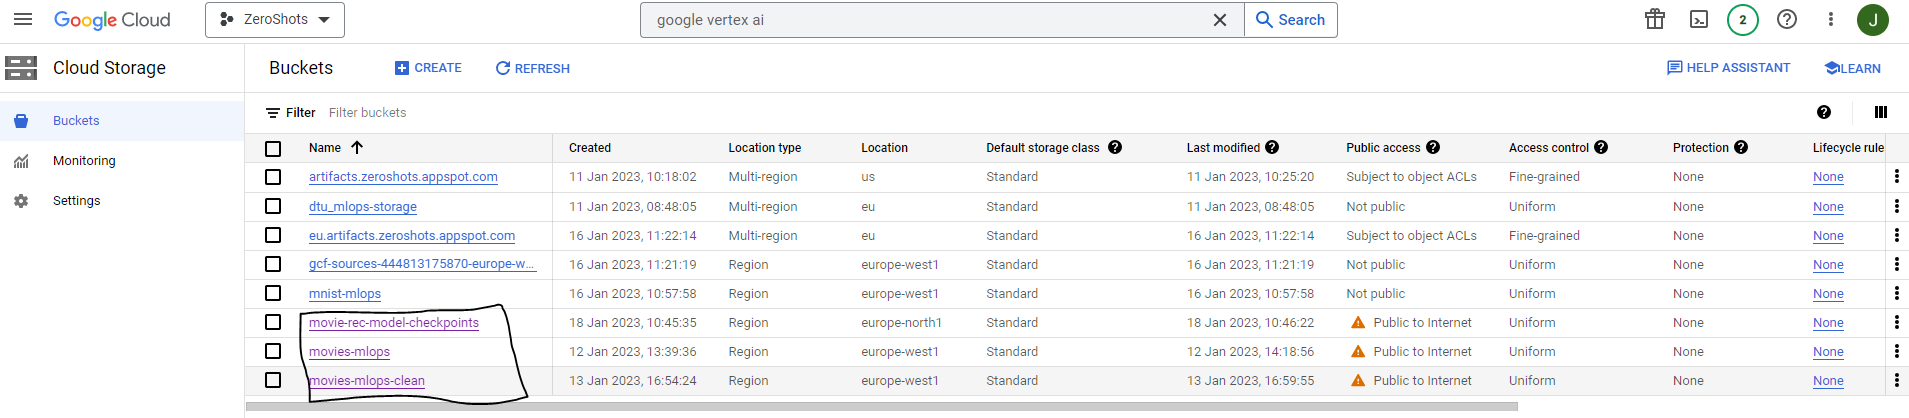 Google Cloud ZeroShots google vertex ai Search 2 J
Cloud Storage Buckets CREATE REFRESH HELP ASSISTANT LEARN
Buckets
Monitoring
Settings
Filter Filter buckets
Name Created Location type Location Default storage class Last modified Public access Access control Protection Lifecycle rule
artifacts.zeroshots.appspot.com 11 Jan 2023, 10:18:02 Multi-region us Standard 11 Jan 2023, 10:25:20 Subject to object ACLs Fine-grained None None
dtu_mlops-storage 11 Jan 2023, 08:48:05 Multi-region eu Standard 11 Jan 2023, 08:48:05 Not public Uniform None None
eu.artifacts.zeroshots.appspot.com 16 Jan 2023, 11:22:14 Multi-region eu Standard 16 Jan 2023, 11:22:14 Subject to object ACLs Fine-grained None None
gcf-sources-444813175870-europe-w... 16 Jan 2023, 11:21:19 Region europe-west1 Standard 16 Jan 2023, 11:21:19 Not public Uniform None None
mnist-mlops 16 Jan 2023, 10:57:58 Region europe-west1 Standard 16 Jan 2023, 10:57:58 Not public Uniform None None
movie-rec-model-checkpoints 18 Jan 2023, 10:45:35 Region europe-north1 Standard 18 Jan 2023, 10:46:22 Public to Internet Uniform None None
movies-mlops 12 Jan 2023, 13:39:36 Region europe-west1 Standard 12 Jan 2023, 14:18:56 Public to Internet Uniform None None
movies-mlops-clean 13 Jan 2023, 16:54:24 Region europe-west1 Standard 13 Jan 2023, 16:59:55 Public to Internet Uniform None None